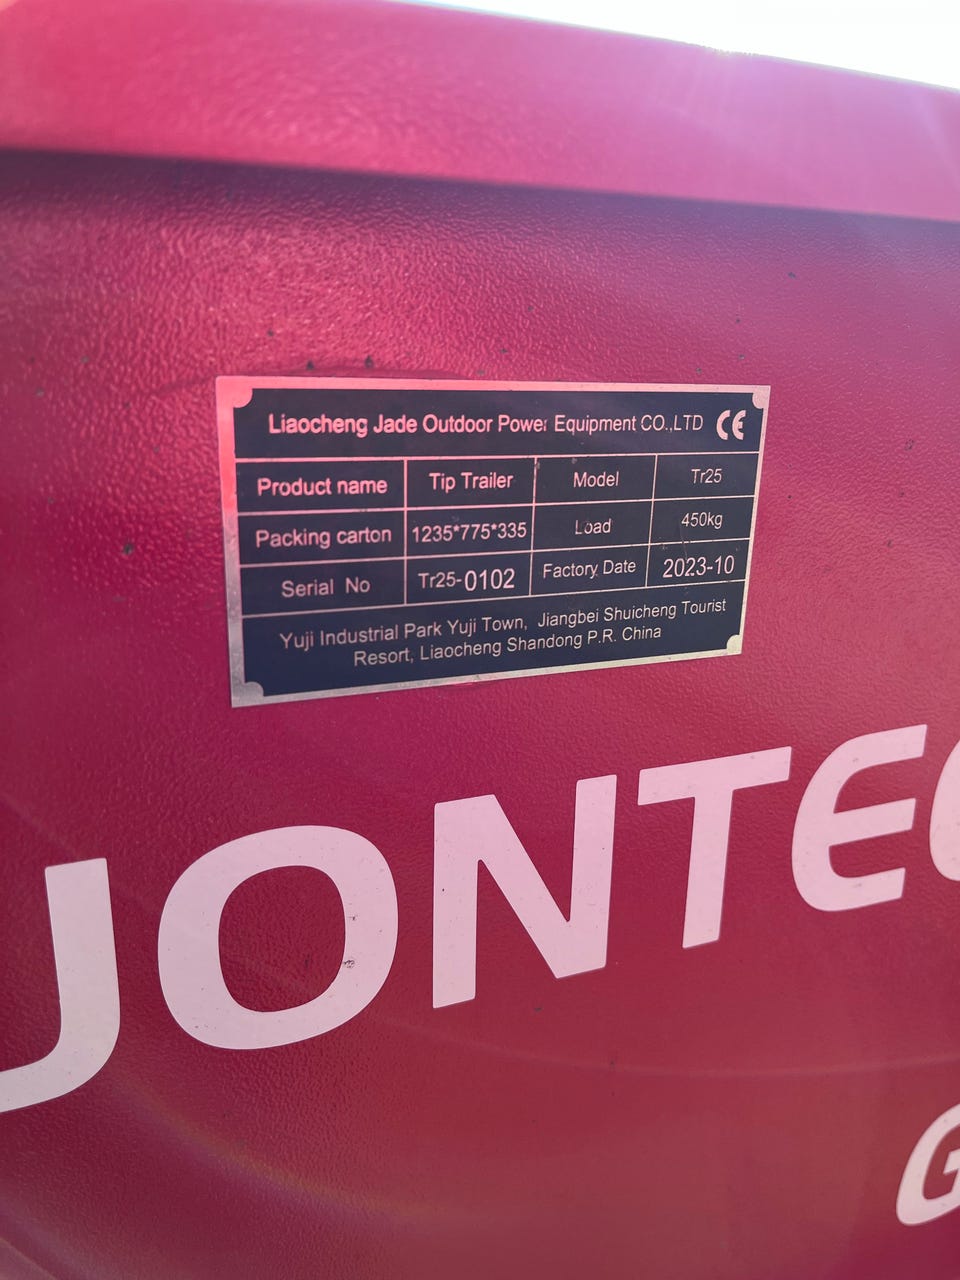 Liaocheng Jade Outdoor Power Equipment CO.,LTD CE
Product name Tip Trailer Model Tr25
Packing carton 1235*775*335 Load 450kg
Serial No Tr25-0102 Factory Date 2023-10
Yuji Industrial Park Yuji Town, Jiangbei Shuicheng Tourist
Resort, Liaocheng Shandong P.R. China
JONTE
G